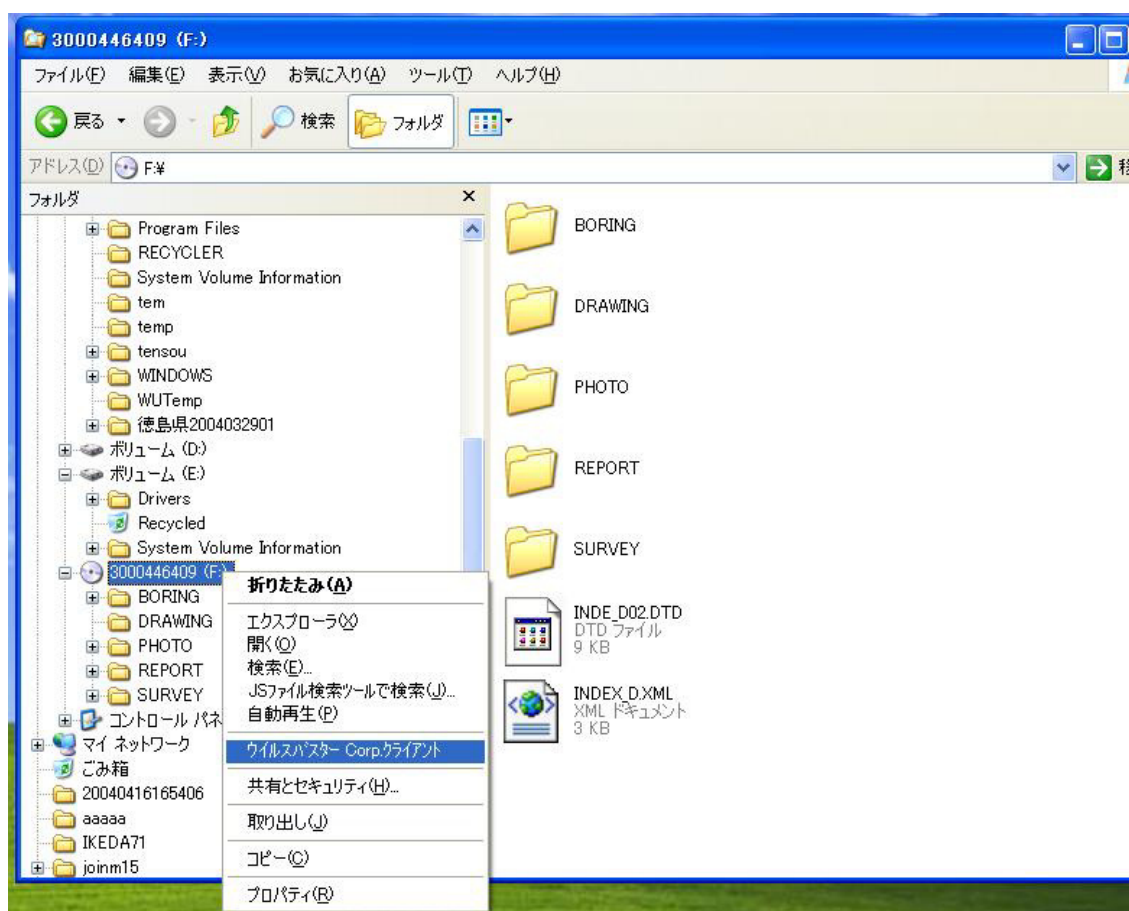 3000446409 (F:)
ファイル(F) 編集(E) 表示(V) お気に入り(A) ツール(T) ヘルプ(H)
戻る 検索 フォルダ
アドレス(D) F:¥
フォルダ
Program Files
RECYCLER
System Volume Information
tem
temp
tensou
WINDOWS
WUTemp
徳島県2004032901
ボリューム (D:)
ボリューム (E:)
Drivers
Recycled
System Volume Information
3000446409 (F:)
BORING
DRAWING
PHOTO
REPORT
SURVEY
コントロール パネ
マイ ネットワーク
ごみ箱
20040416165406
aaaaa
IKEDA71
joinm15
折りたたみ(A)
エクスプローラ(X)
開く(O)
検索(E)...
JSファイル検索ツールで検索(J)...
自動再生(P)
ウイルスバスター Corp.クライアント
共有とセキュリティ(H)...
取り出し(J)
コピー(C)
プロパティ(R)
BORING
DRAWING
PHOTO
REPORT
SURVEY
INDE_D02.DTD
DTD ファイル
9 KB
INDEX_D.XML
XML ドキュメント
3 KB